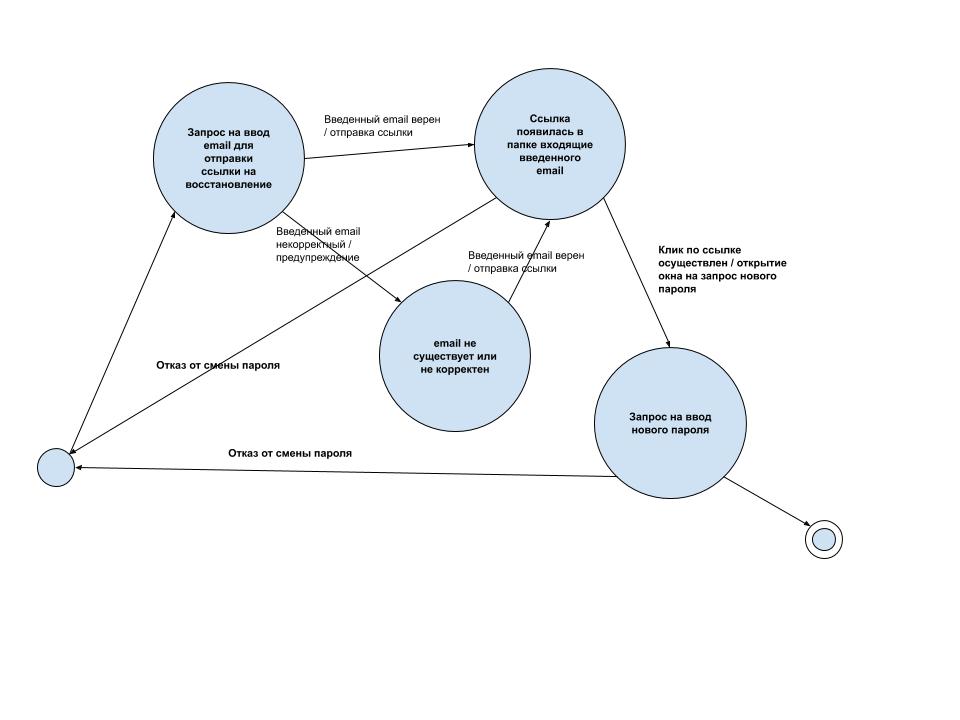 Запрос на ввод
email для
отправки
ссылки на
восстановление
Введенный email верен
/ отправка ссылки
Ссылка
появилась в
папке входящие
введенного
email
Введенный email
некорректный /
предупреждение
Введенный email верен
/ отправка ссылки
Клик по ссылке
осуществлен / открытие
окна на запрос нового
пароля
email не
существует или
не корректен
Отказ от смены пароля
Запрос на ввод
нового пароля
Отказ от смены пароля